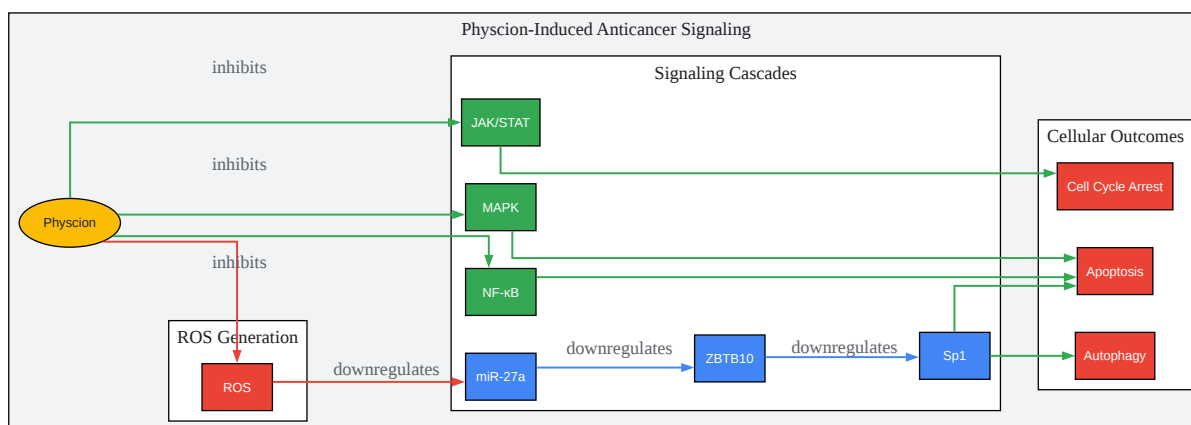 Physcion-Induced Anticancer Signaling
inhibits
Signaling Cascades
JAK/STAT
Cellular Outcomes
inhibits
Cell Cycle Arrest
MAPK
Physcion
inhibits
NF-κB
Apoptosis
ROS Generation
downregulates
downregulates
ZBTB10
Sp1
Autophagy
downregulates
miR-27a
ROS